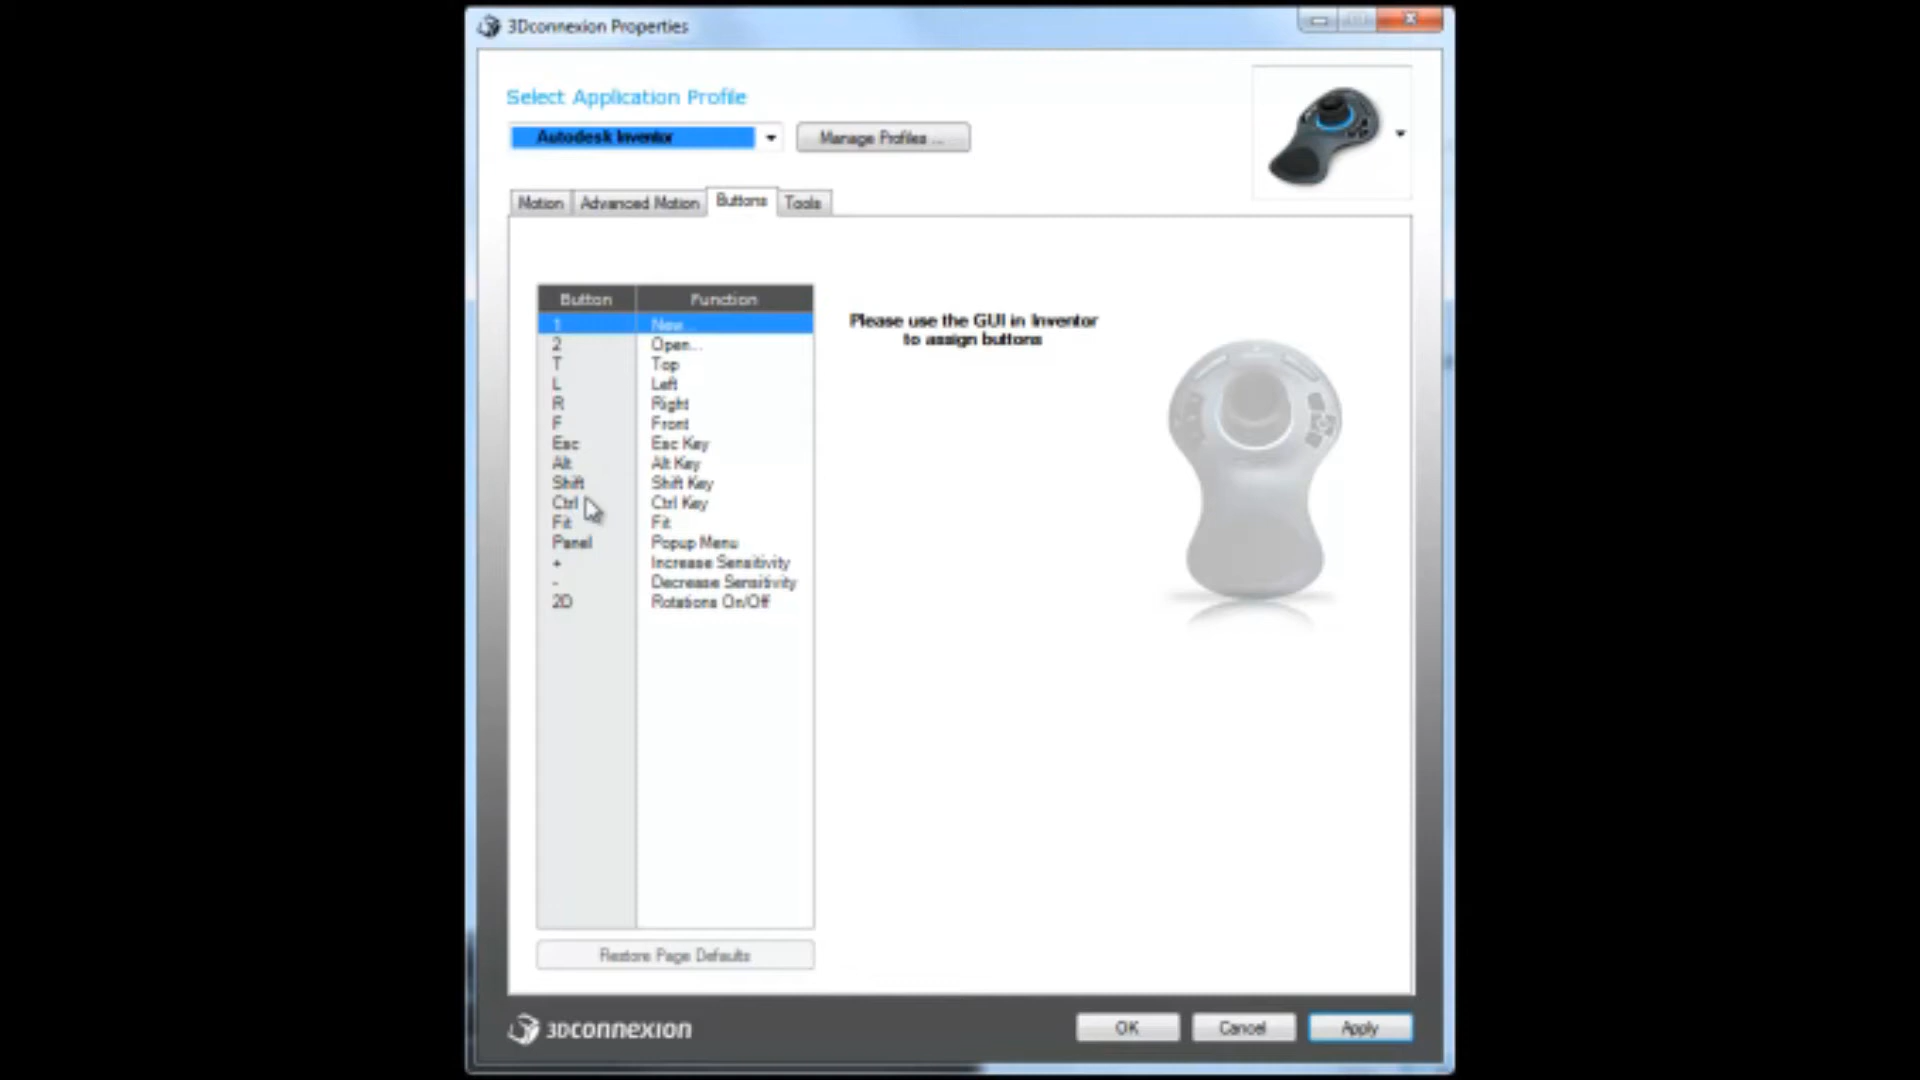 3Dconnexion Properties
Select Application Profile
Autodesk Inventor
Manage Profiles ...
Motion Advanced Motion Buttons Tools
Button Function
1 New...
2 Open...
T Top
L Left
R Right
F Front
Esc Esc Key
Alt Alt Key
Shift Shift Key
Ctrl Ctrl Key
Fit Fit
Panel Popup Menu
+ Increase Sensitivity
- Decrease Sensitivity
2D Rotations On/Off
Please use the GUI in Inventor
to assign buttons
Restore Page Defaults
3DCONNEXION
OK Cancel Apply